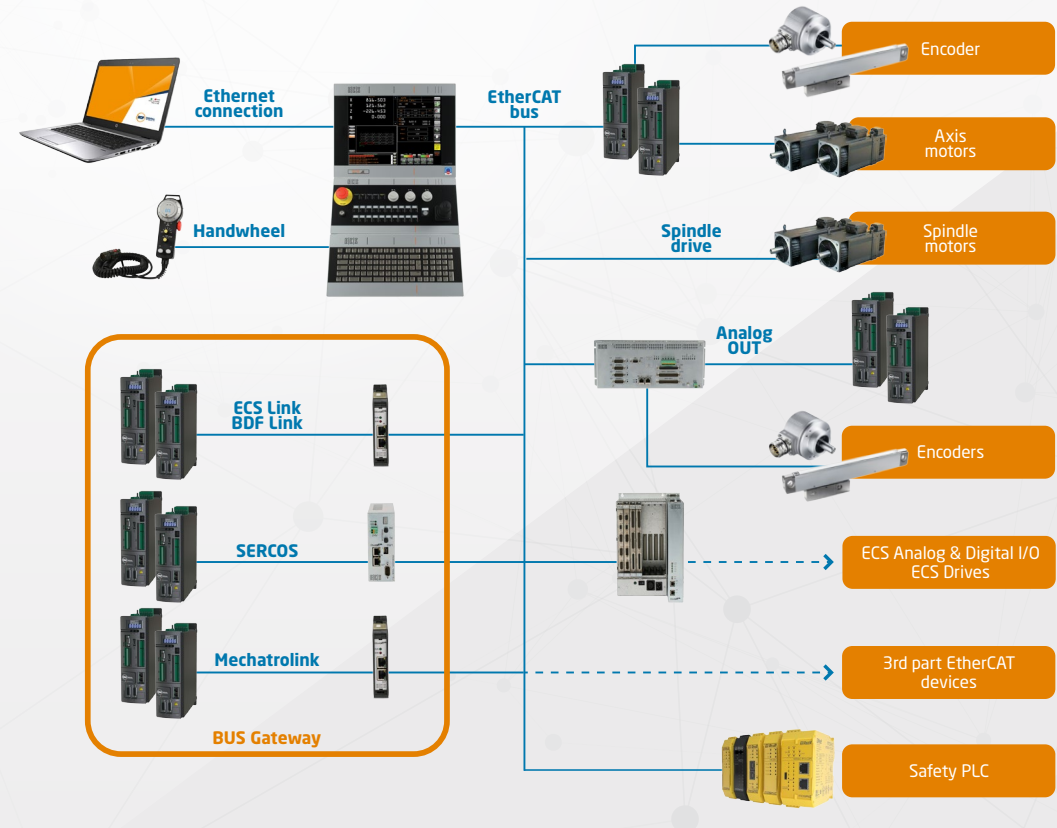 Ethernet
connection
EtherCAT
bus
Encoder
Axis
motors
Handwheel
Spindle
drive
Spindle
motors
Analog
OUT
ECS Link
BDF Link
Encoders
SERCOS
ECS Analog & Digital I/O
ECS Drives
Mechatrolink
3rd part EtherCAT
devices
BUS Gateway
Safety PLC